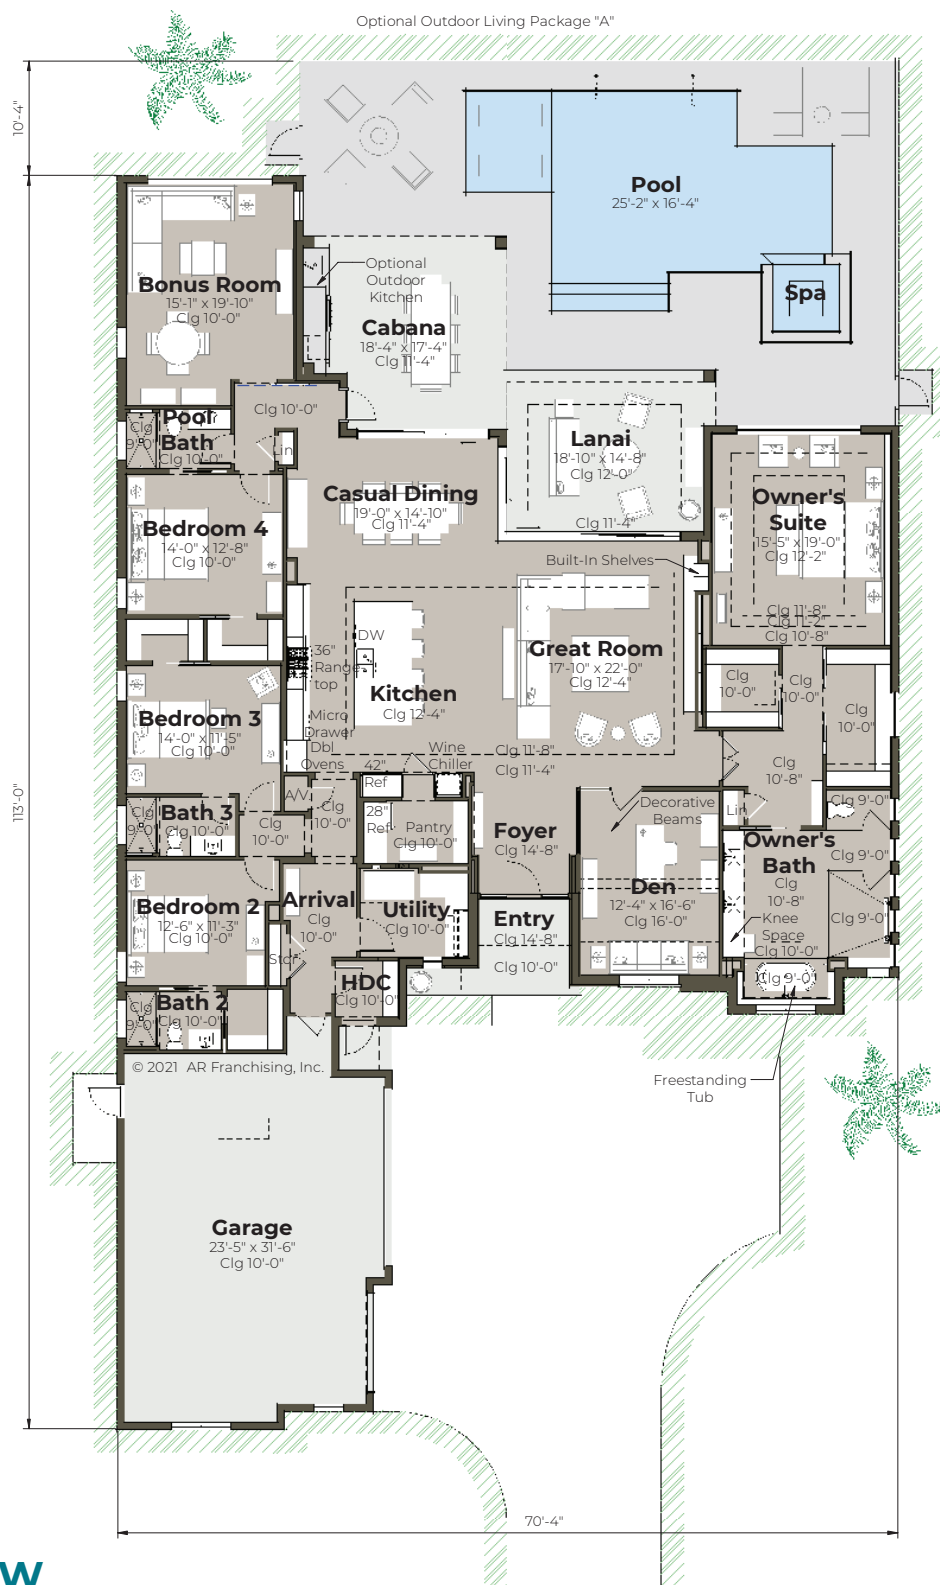 Optional Outdoor Living Package "A"
10'-4"
Pool
25'-2" x 16'-4"
Spa
Optional
Outdoor
Kitchen
Cabana
18'-4" x 17'-4"
Clg 11'-4"
Bonus Room
15'-1" x 19'-10"
Clg 10'-0"
Clg 10'-0"
Pool
Bath
Clg 10'-0"
Clg
9'-0"
Lin
Lanai
18'-10" x 14'-8"
Clg 12'-0"
Clg 11'-4"
Casual Dining
19'-0" x 14'-10"
Clg 11'-4"
Owner's
Suite
15'-5" x 19'-0"
Clg 12'-2"
Clg 11'-8"
Clg 11'-2"
Clg 10'-8"
Bedroom 4
14'-0" x 12'-8"
Clg 10'-0"
Built-In Shelves
DW
36"
Range
top
Great Room
17'-10" x 22'-0"
Clg 12'-4"
Kitchen
Clg 12'-4"
Clg
10'-0"
Clg
10'-0"
Clg
10'-0"
Bedroom 3
14'-0" x 11'-5"
Clg 10'-0"
Micro
Drawer
Dbl
Ovens
42"
Ref
Wine
Chiller
Clg 11'-8"
Clg 11'-4"
Clg
10'-8"
A/V
Clg
10'-0"
28"
Ref
Pantry
Clg 10'-0"
Foyer
Clg 14'-8"
Decorative
Beams
Lin
Clg 9'-0"
113'-0"
Clg
9'-0"
Bath 3
Clg 10'-0"
Clg
10'-0"
Owner's
Bath
Clg
10'-8"
Clg 9'-0"
Clg 9'-0"
Knee
Space
Clg 10'-0"
Clg 9'-0"
Den
12'-4" x 16'-6"
Clg 16'-0"
Bedroom 2
12'-6" x 11'-3"
Clg 10'-0"
Arrival
Clg
10'-0"
Utility
Clg 10'-0"
Entry
Clg 14'-8"
Clg 10'-0"
Stor
HDC
Clg 10'-0"
Clg
9'-0"
Bath 2
Clg 10'-0"
© 2021 AR Franchising, Inc.
Freestanding
Tub
Garage
23'-5" x 31'-6"
Clg 10'-0"
70'-4"
W